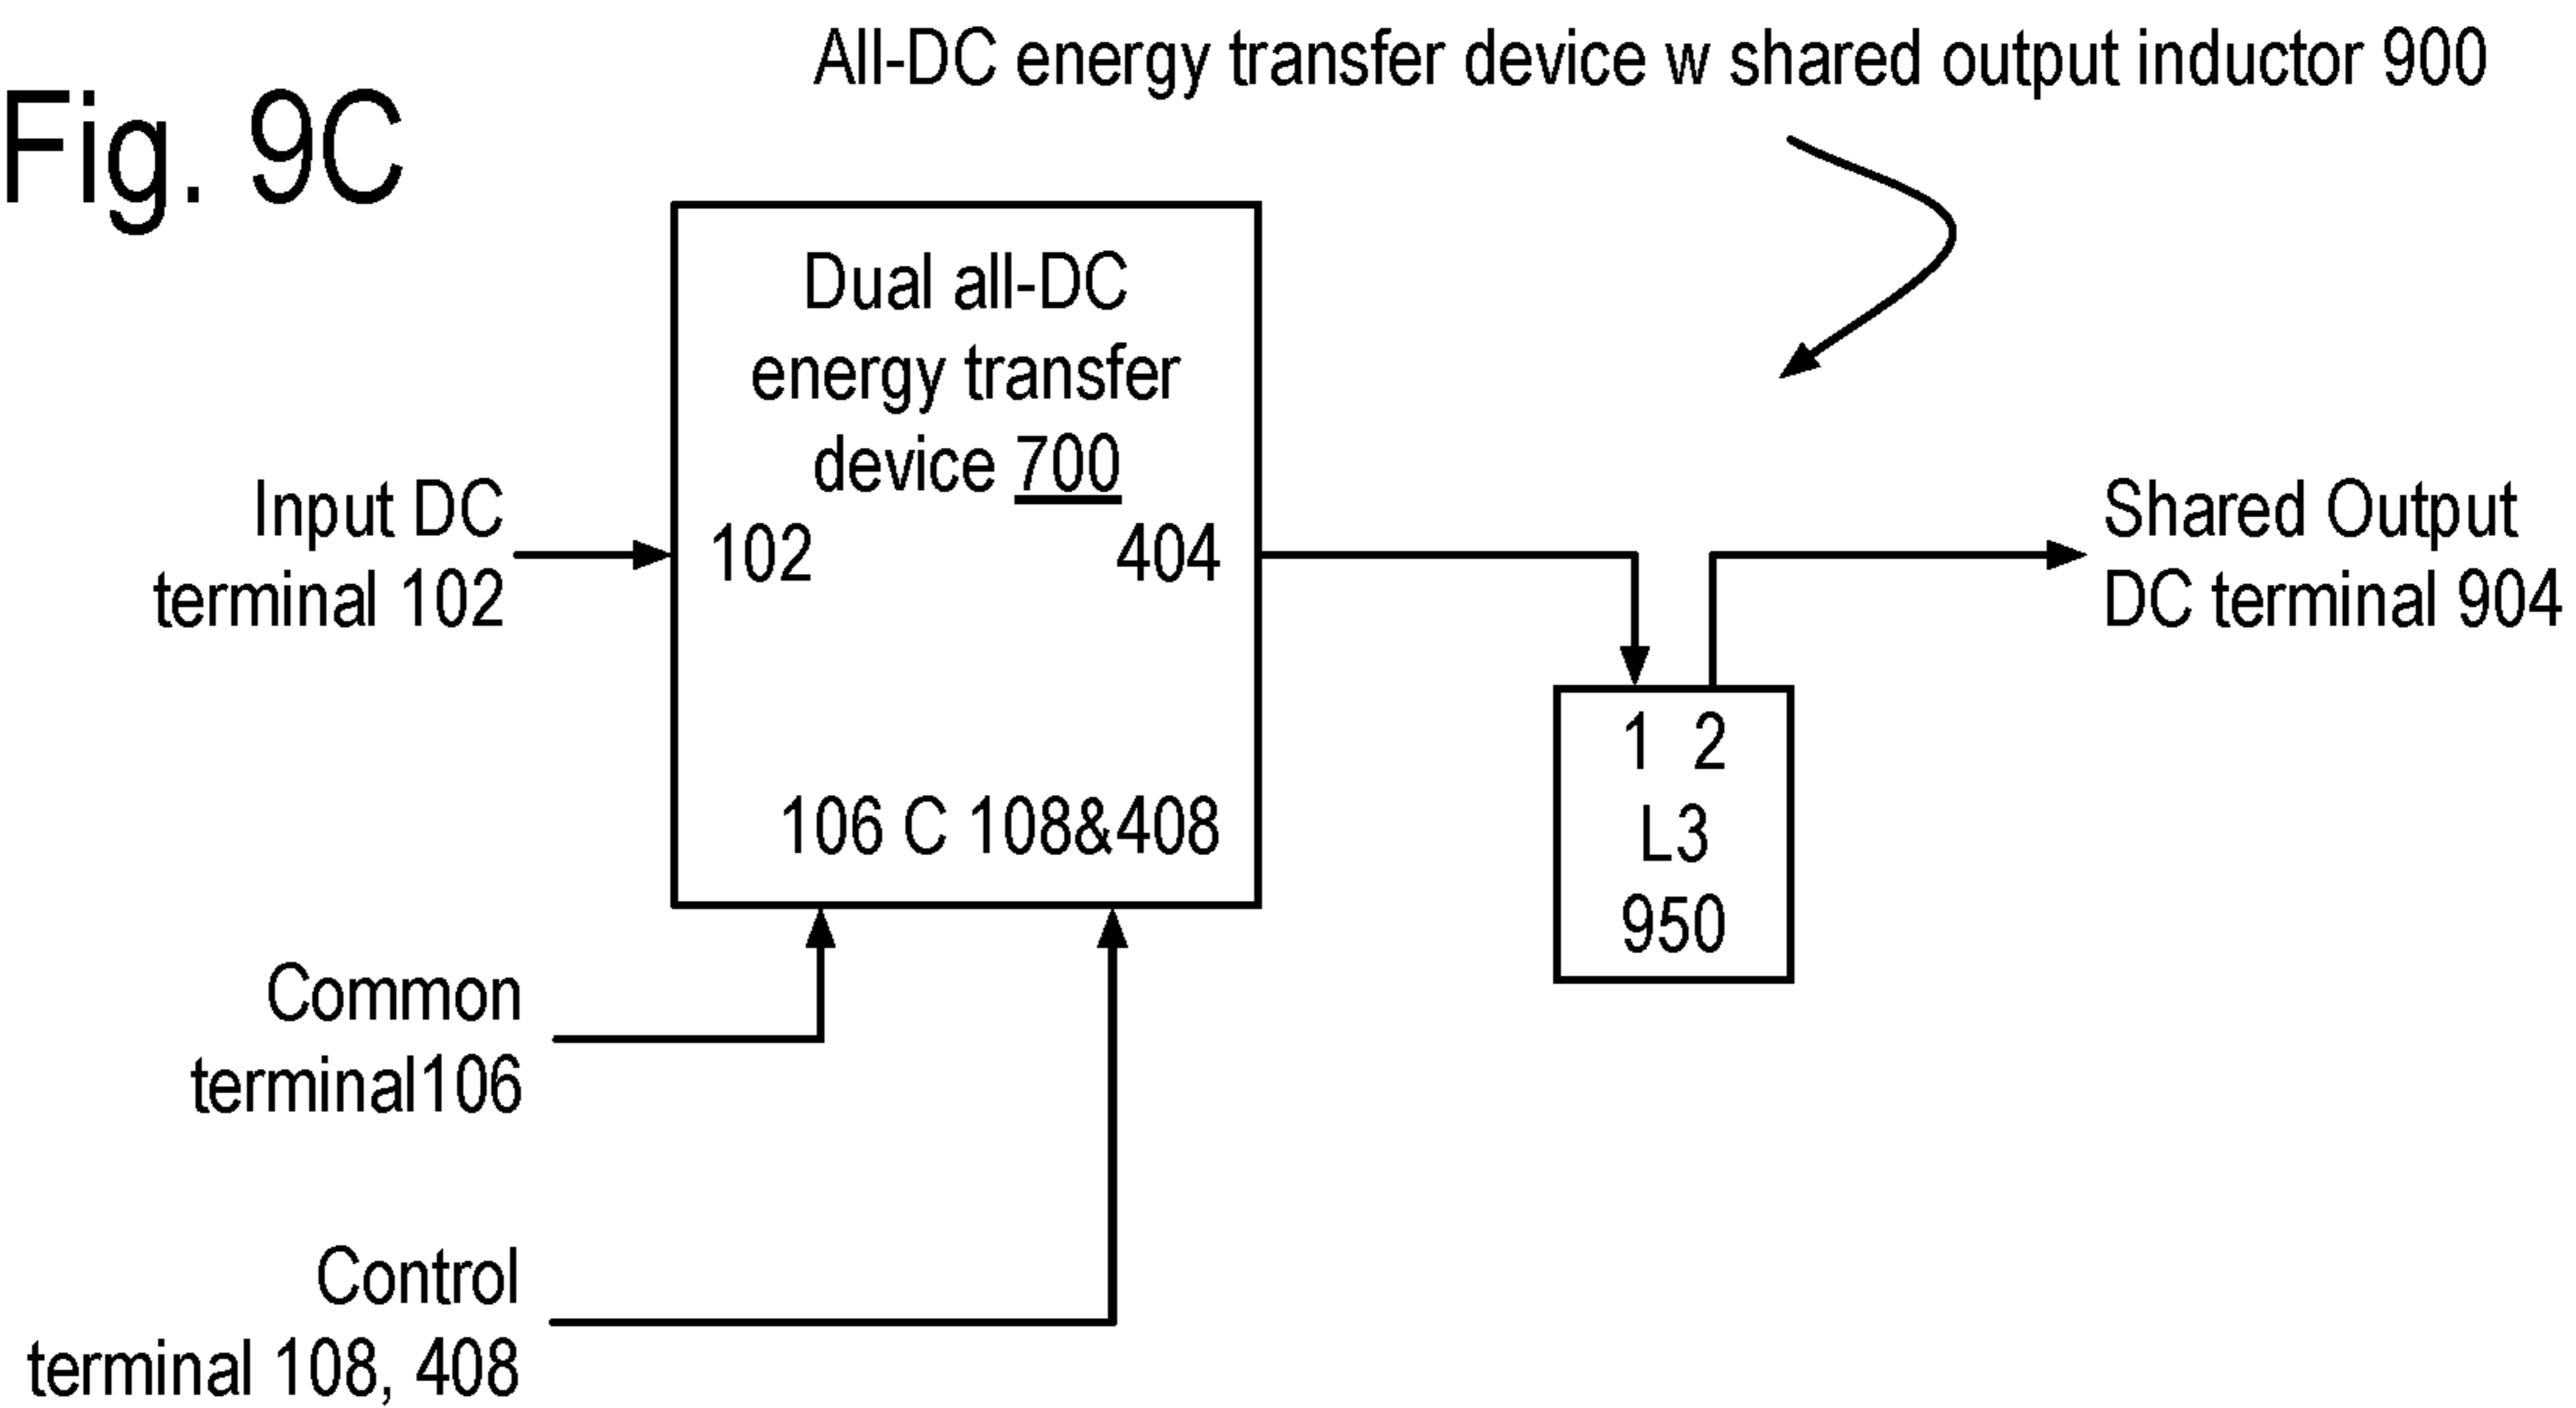 All-DC energy transfer device w shared output inductor 900
Fig. 9C
Dual all-DC
energy transfer
device 700
Input DC
terminal 102
102 404
Shared Output
DC terminal 904
1 2
L3
950
106 C 108&408
Common
terminal106
Control
terminal 108, 408